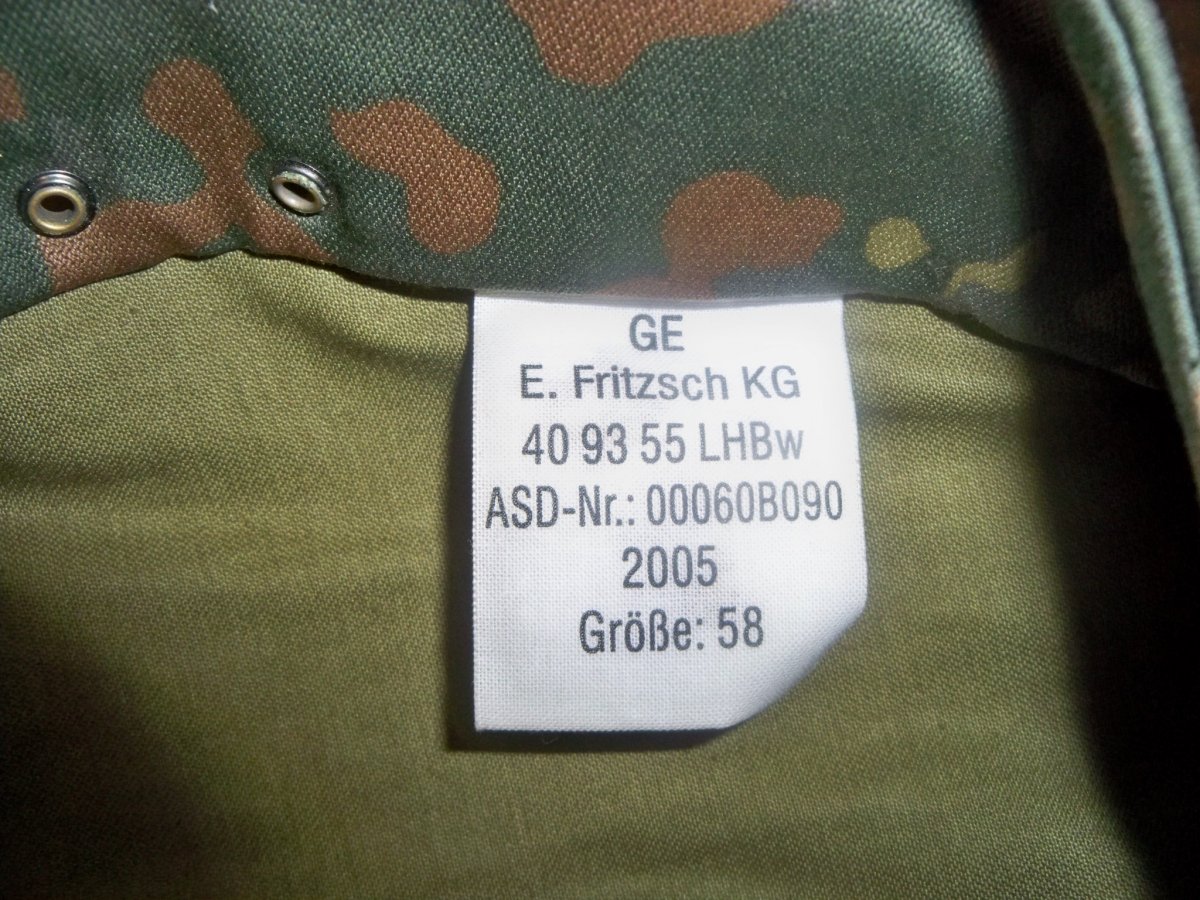 GE
E. Fritzsch KG
40 93 55 LHBw
ASD-Nr.: 00060B090
2005
Größe: 58